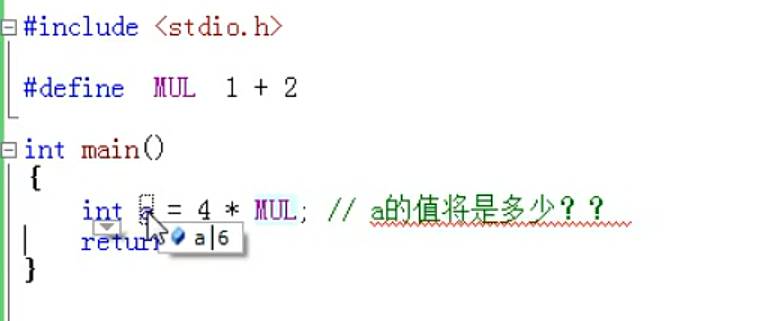 #include <stdio.h>
#define MUL 1 + 2
int main()
{
int a = 4 * MUL; // a的值将是多少？？
return
a|6
}